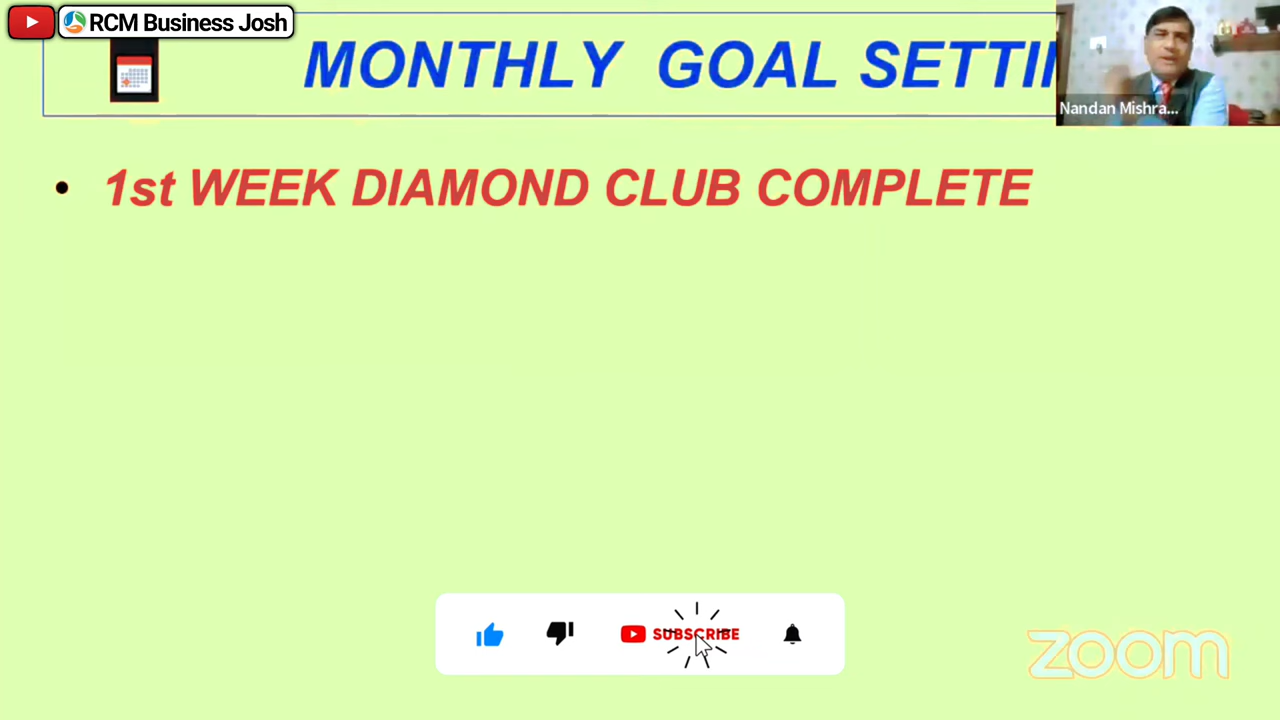 RCM Business Josh
MONTHLY GOAL SETTI
Nandan Mishra...
• 1st WEEK DIAMOND CLUB COMPLETE
SUBSCRIBE
zoom